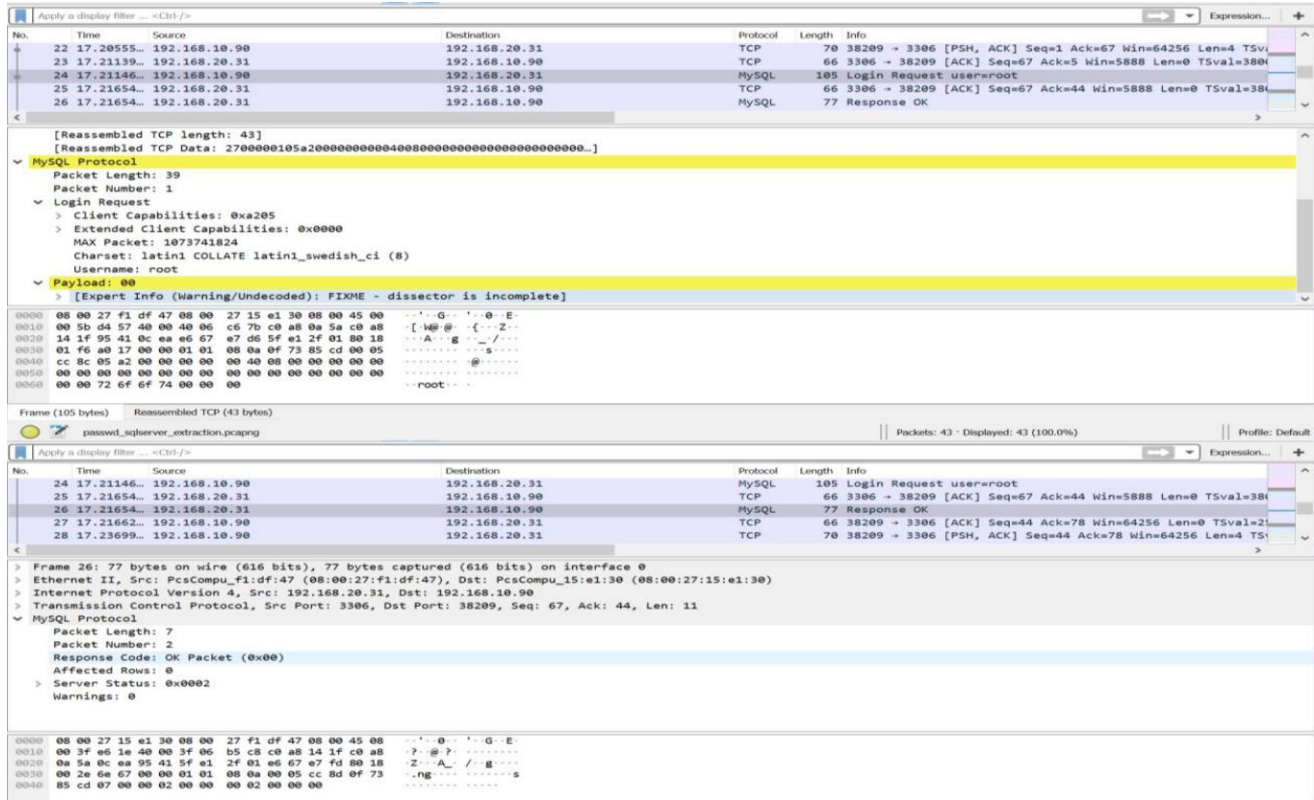 Apply a display filter ... <Ctrl-/> Expression... +
No. Time Source Destination Protocol Length Info
22 17.20555… 192.168.10.90 192.168.20.31 TCP 70 38209 → 3306 [PSH, ACK] Seq=1 Ack=67 Win=64256 Len=4
23 17.21139… 192.168.20.31 192.168.10.90 TCP 66 3306 → 38209 [ACK] Seq=67 Ack=5 Win=5888 Len=0 TSval=380
24 17.21146… 192.168.10.90 192.168.20.31 MySQL 105 Login Request user=root
25 17.21654… 192.168.20.31 192.168.10.90 TCP 66 3306 → 38209 [ACK] Seq=67 Ack=44 Win=5888 Len=0 TSval=38
26 17.21654… 192.168.20.31 192.168.10.90 MySQL 77 Response OK
[Reassembled TCP length: 43]
[Reassembled TCP Data: 2700000105a20000000000400800000000000000000000000000…]
MySQL Protocol
Packet Length: 39
Packet Number: 1
Login Request
Client Capabilities: 0xa205
Extended Client Capabilities: 0x0000
MAX Packet: 1073741824
Charset: latin1 COLLATE latin1_swedish_ci (8)
Username: root
Payload: 00
[Expert Info (Warning/Undecoded): FIXME - dissector is incomplete]
0000 08 00 27 f1 df 47 08 00 27 15 e1 30 08 00 45 00 ··'··G·· '··0··E·
0010 00 5b d4 57 40 00 40 06 c6 7b c0 a8 0a 5a c0 a8 ·[·W@·@· ·{···Z··
0020 14 1f 95 41 0c ea e6 67 e7 d6 5f e1 2f 01 80 18 ···A···g ··_·/···
0030 01 f6 a0 17 00 00 01 01 08 0a 0f 73 85 cd 00 05 ········ ···s····
0040 cc 8c 05 a2 00 00 00 00 00 40 08 00 00 00 00 00 ········ ·@······
0050 00 00 00 00 00 00 00 00 00 00 00 00 00 00 00 00 ········ ········
0060 00 00 72 6f 6f 74 00 00 00 ··root·· ·
Frame (105 bytes) Reassembled TCP (43 bytes)
passwd_sqlserver_extraction.pcapng Packets: 43 · Displayed: 43 (100.0%) Profile: Default
Apply a display filter ... <Ctrl-/> Expression... +
No. Time Source Destination Protocol Length Info
24 17.21146… 192.168.10.90 192.168.20.31 MySQL 105 Login Request user=root
25 17.21654… 192.168.20.31 192.168.10.90 TCP 66 3306 → 38209 [ACK] Seq=67 Ack=44 Win=5888 Len=0 TSval=38
26 17.21654… 192.168.20.31 192.168.10.90 MySQL 77 Response OK
27 17.21662… 192.168.10.90 192.168.20.31 TCP 66 38209 → 3306 [ACK] Seq=44 Ack=78 Win=64256 Len=0 TSval=2
28 17.23699… 192.168.10.90 192.168.20.31 TCP 70 38209 → 3306 [PSH, ACK] Seq=44 Ack=78 Win=64256 Len=4
Frame 26: 77 bytes on wire (616 bits), 77 bytes captured (616 bits) on interface 0
Ethernet II, Src: PcsCompu_f1:df:47 (08:00:27:f1:df:47), Dst: PcsCompu_15:e1:30 (08:00:27:15:e1:30)
Internet Protocol Version 4, Src: 192.168.20.31, Dst: 192.168.10.90
Transmission Control Protocol, Src Port: 3306, Dst Port: 38209, Seq: 67, Ack: 44, Len: 11
MySQL Protocol
Packet Length: 7
Packet Number: 2
Response Code: OK Packet (0x00)
Affected Rows: 0
Server Status: 0x0002
Warnings: 0
0000 08 00 27 15 e1 30 08 00 27 f1 df 47 08 00 45 08 ··'··0·· '··G··E·
0010 00 3f e6 1e 40 00 3f 06 b5 c8 c0 a8 14 1f c0 a8 ·?··@·?· ········
0020 0a 5a 0c ea 95 41 5f e1 2f 01 e6 67 e7 fd 80 18 ·Z···A_· /··g····
0030 00 2e 6e 67 00 00 01 01 08 0a 00 05 cc 8d 0f 73 ·.ng···· ·······s
0040 85 cd 07 00 00 02 00 00 00 02 00 00 00 ········ ·····